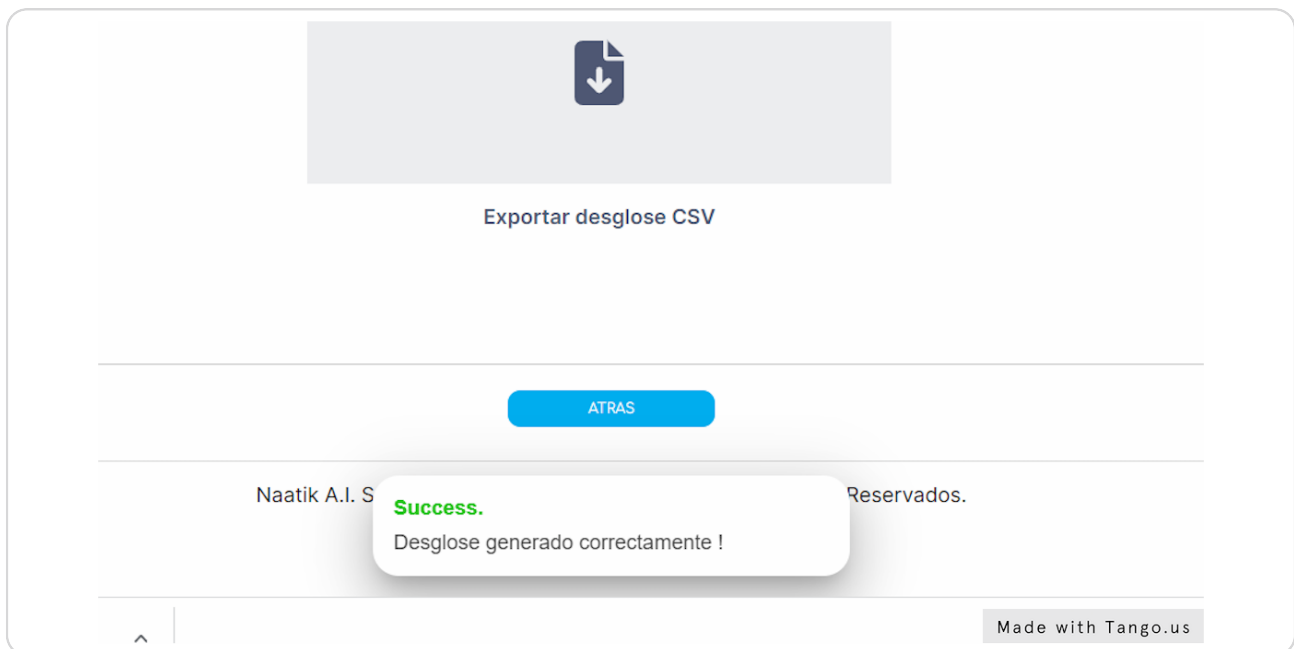 Exportar desglose CSV
ATRAS
Naatik A.I. S Reservados.
Success.
Desglose generado correctamente !
Made with Tango.us